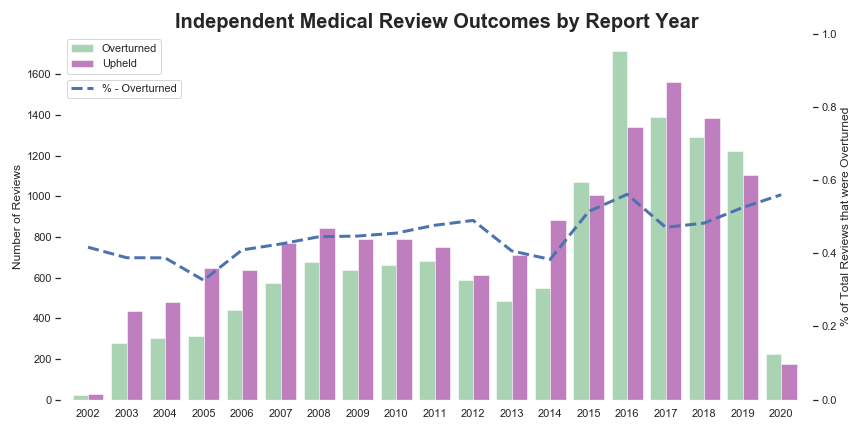 Independent Medical Review Outcomes by Report Year
Overturned
Upheld
% - Overturned
Number of Reviews
1600
1400
1200
1000
800
600
400
200
0
1.0
0.8
0.6
0.4
0.2
0.0
% of Total Reviews that were Overturned
2002 2003 2004 2005 2006 2007 2008 2009 2010 2011 2012 2013 2014 2015 2016 2017 2018 2019 2020